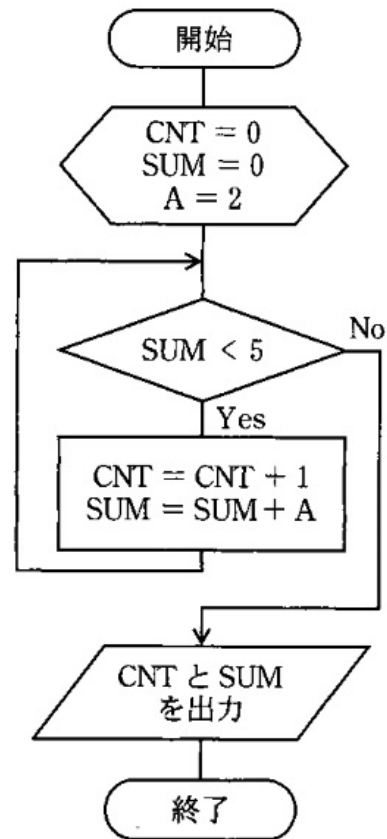 開始
CNT = 0
SUM = 0
A = 2
SUM < 5
No
Yes
CNT = CNT + 1
SUM = SUM + A
CNT と SUM
を出力
終了